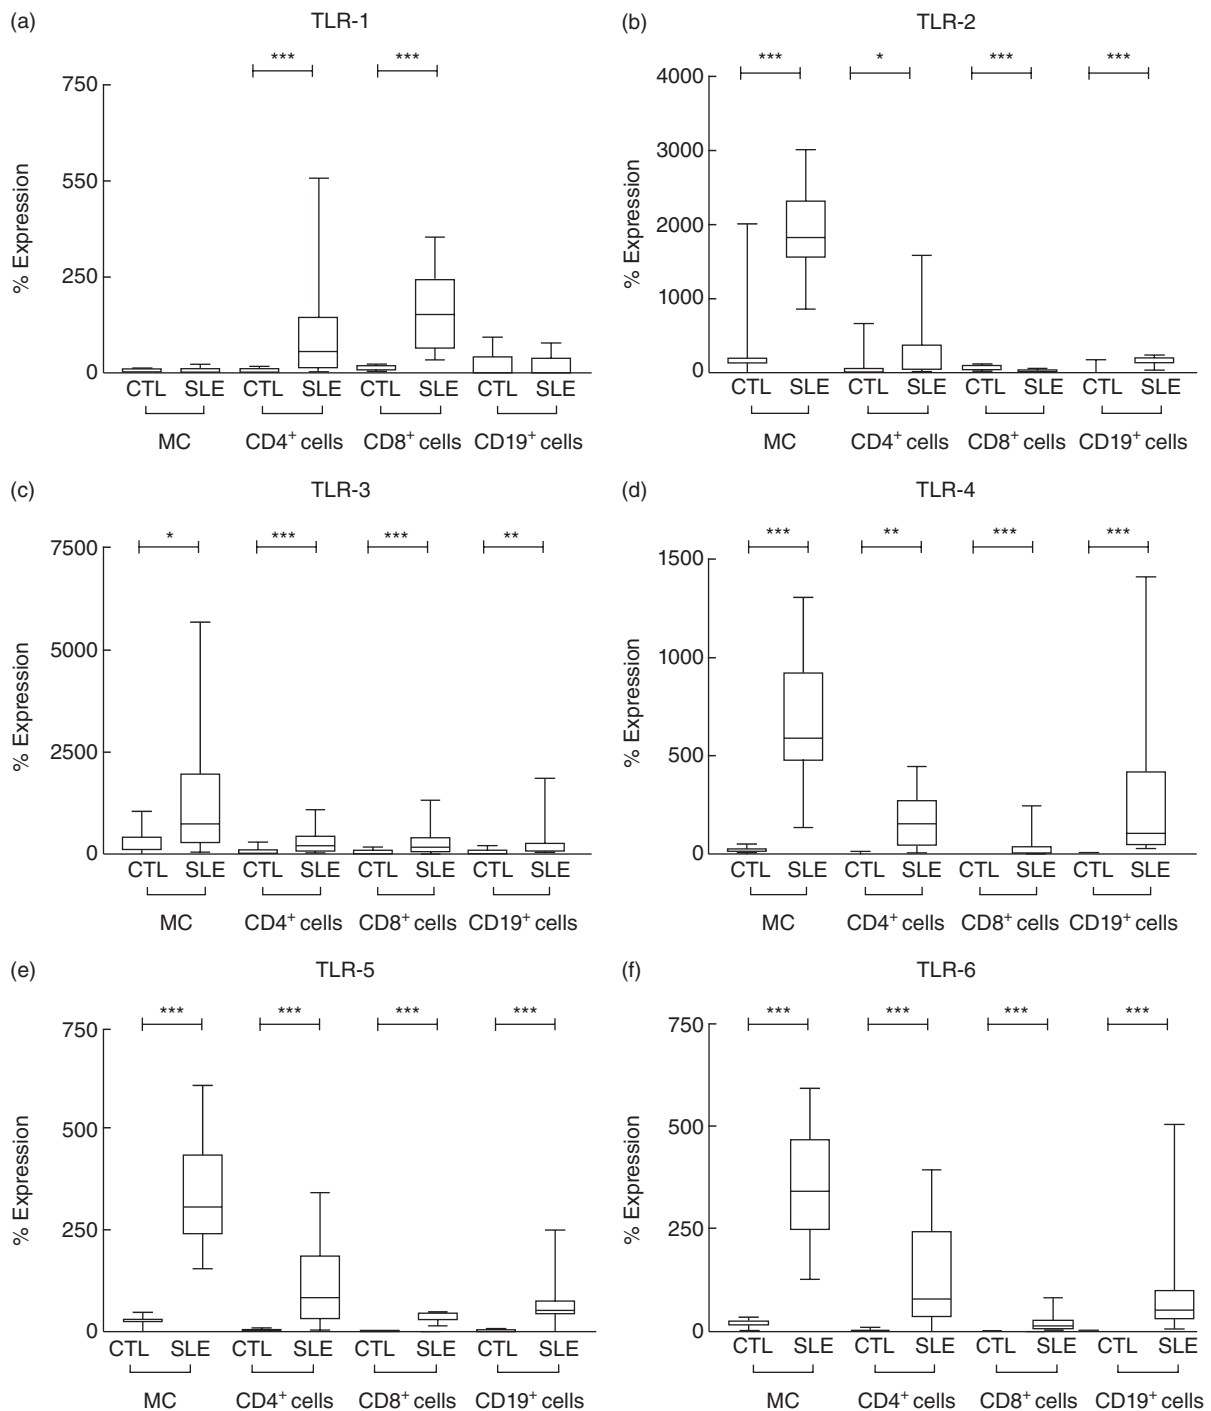 (a) TLR-1
*** ***
750
550
250
0
% Expression
CTL SLE CTL SLE CTL SLE CTL SLE
MC CD4+ cells CD8+ cells CD19+ cells
(b) TLR-2
*** * *** ***
4000
3000
2000
1000
0
% Expression
CTL SLE CTL SLE CTL SLE CTL SLE
MC CD4+ cells CD8+ cells CD19+ cells
(c) TLR-3
* *** *** **
7500
5000
2500
0
% Expression
CTL SLE CTL SLE CTL SLE CTL SLE
MC CD4+ cells CD8+ cells CD19+ cells
(d) TLR-4
*** ** *** ***
1500
1000
500
0
% Expression
CTL SLE CTL SLE CTL SLE CTL SLE
MC CD4+ cells CD8+ cells CD19+ cells
(e) TLR-5
*** *** *** ***
750
500
250
0
% Expression
CTL SLE CTL SLE CTL SLE CTL SLE
MC CD4+ cells CD8+ cells CD19+ cells
(f) TLR-6
*** *** *** ***
750
500
250
0
% Expression
CTL SLE CTL SLE CTL SLE CTL SLE
MC CD4+ cells CD8+ cells CD19+ cells